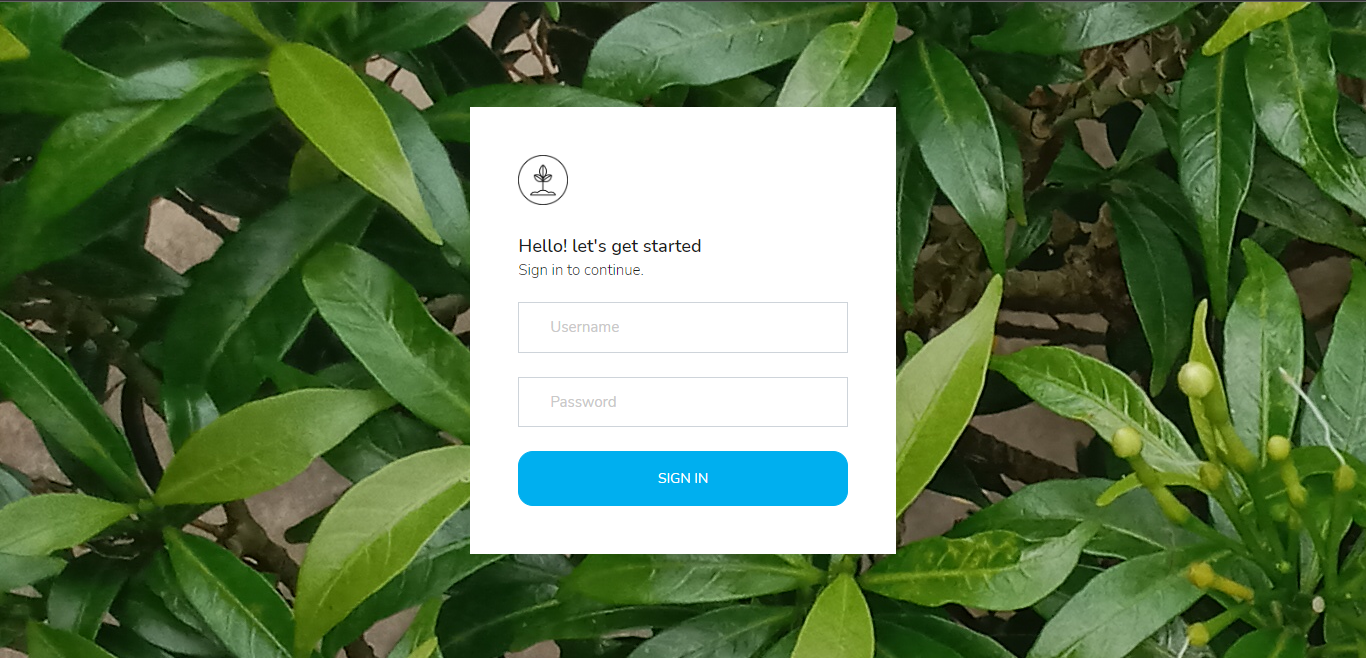 Hello! let's get started
Sign in to continue.
Username
Password
SIGN IN